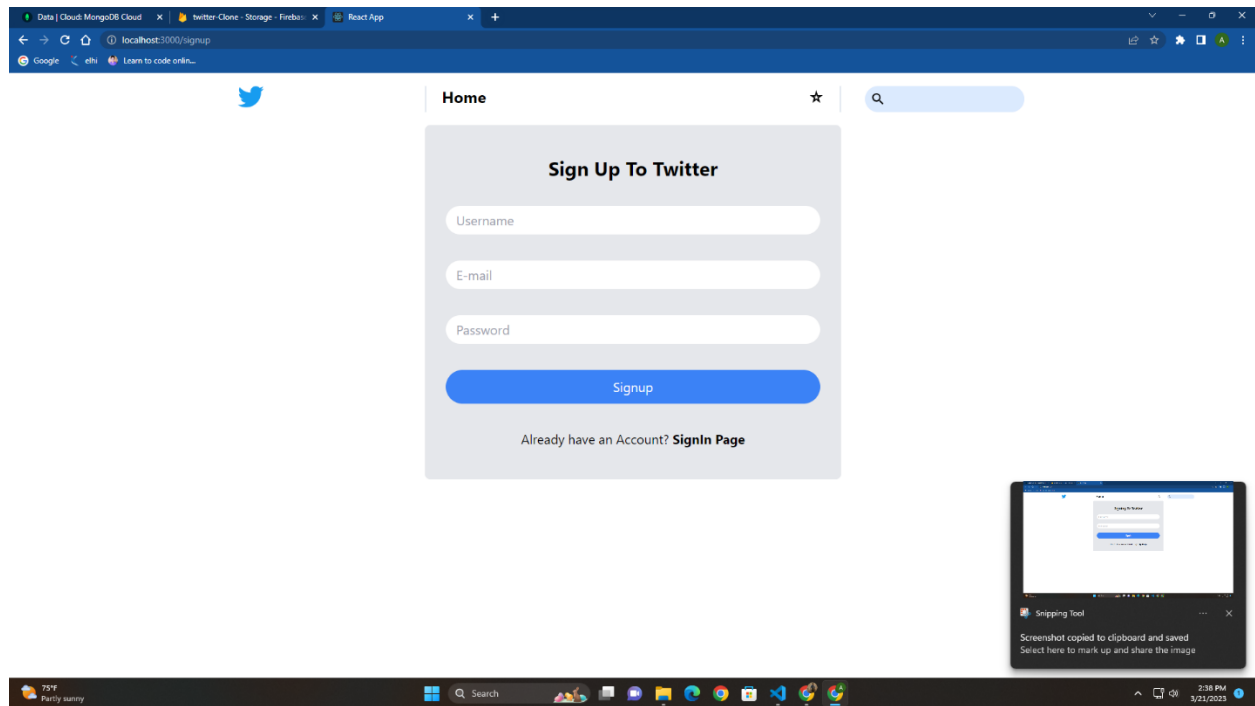 Data | Cloud: MongoDB Cloud
twitter-Clone - Storage - Firebase
React App
localhost:3000/signup
A
Google
elhi
Learn to code onlin...
Home
Sign Up To Twitter
Username
E-mail
Password
Signup
Already have an Account? SignIn Page
Snipping Tool
Screenshot copied to clipboard and saved
Select here to mark up and share the image
75°F
Partly sunny
Search
2:38 PM
3/21/2023
1